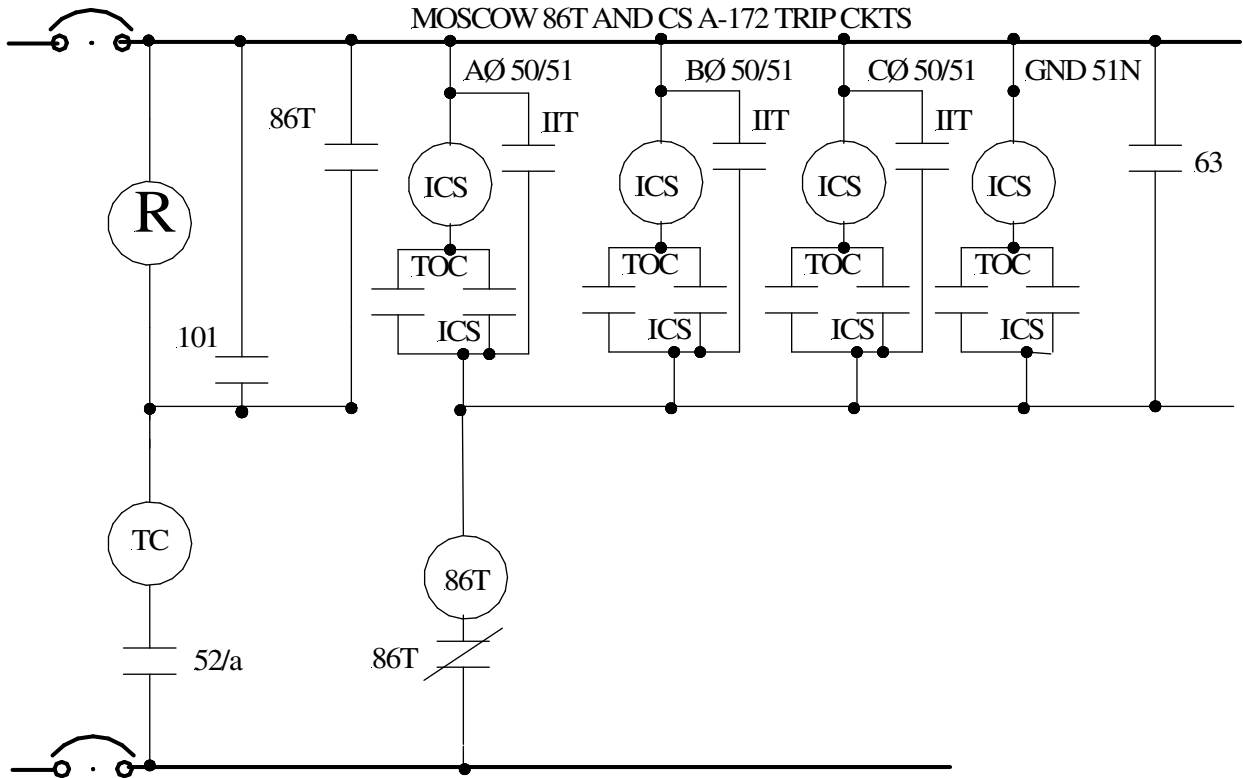 MOSCOW 86T AND CS A-172 TRIP CKTS
AØ 50/51
BØ 50/51
CØ 50/51
GND 51N
86T
IIT
IIT
IIT
63
R
ICS
ICS
ICS
ICS
TOC
TOC
TOC
TOC
101
ICS
ICS
ICS
ICS
TC
86T
52/a
86T